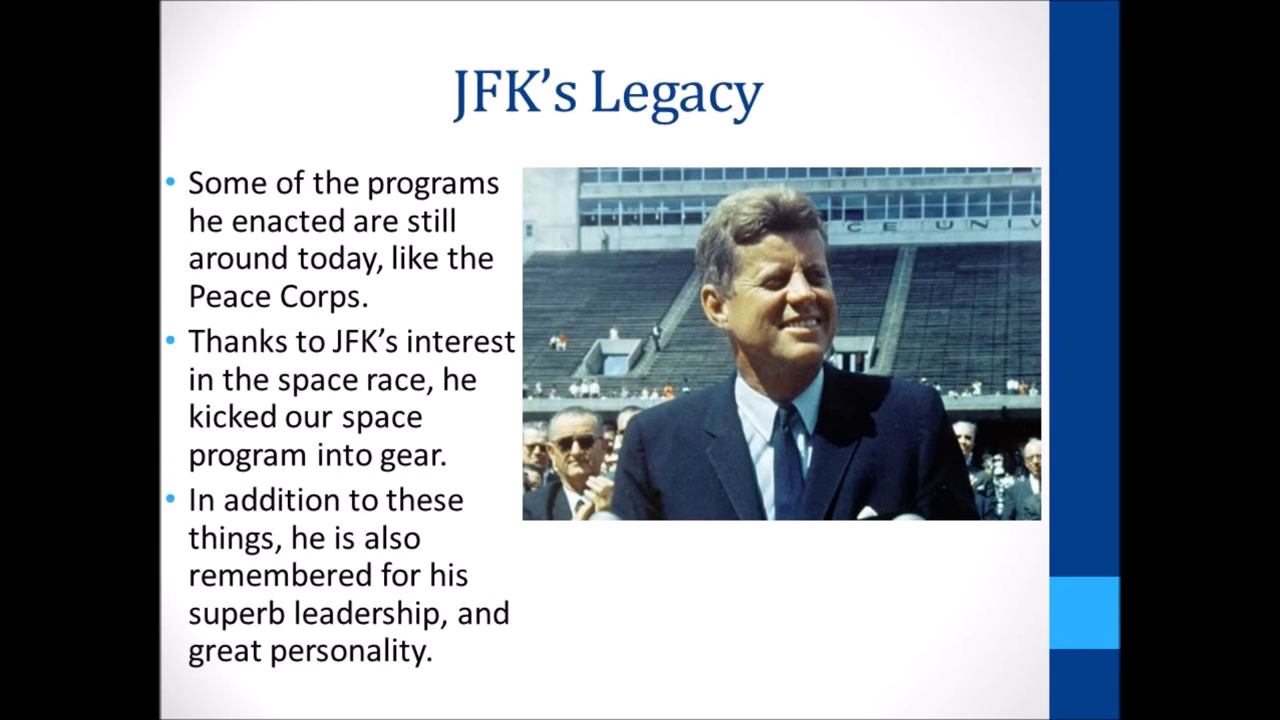 JFK’s Legacy
• Some of the programs
he enacted are still
around today, like the
Peace Corps.
• Thanks to JFK’s interest
in the space race, he
kicked our space
program into gear.
• In addition to these
things, he is also
remembered for his
superb leadership, and
great personality.
CE UNIV